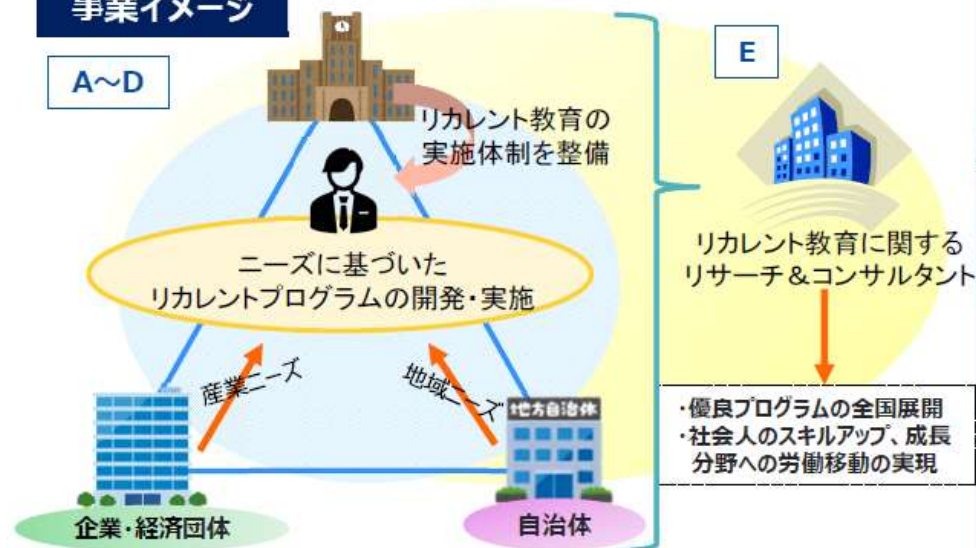 事業イメージ
A～D
リカレント教育の
実施体制を整備
ニーズに基づいた
リカレントプログラムの開発・実施
産業ニーズ
地域ニーズ
地方自治体
企業・経済団体
自治体
E
リカレント教育に関する
リサーチ＆コンサルタント
・優良プログラムの全国展開
・社会人のスキルアップ、成長
分野への労働移動の実現